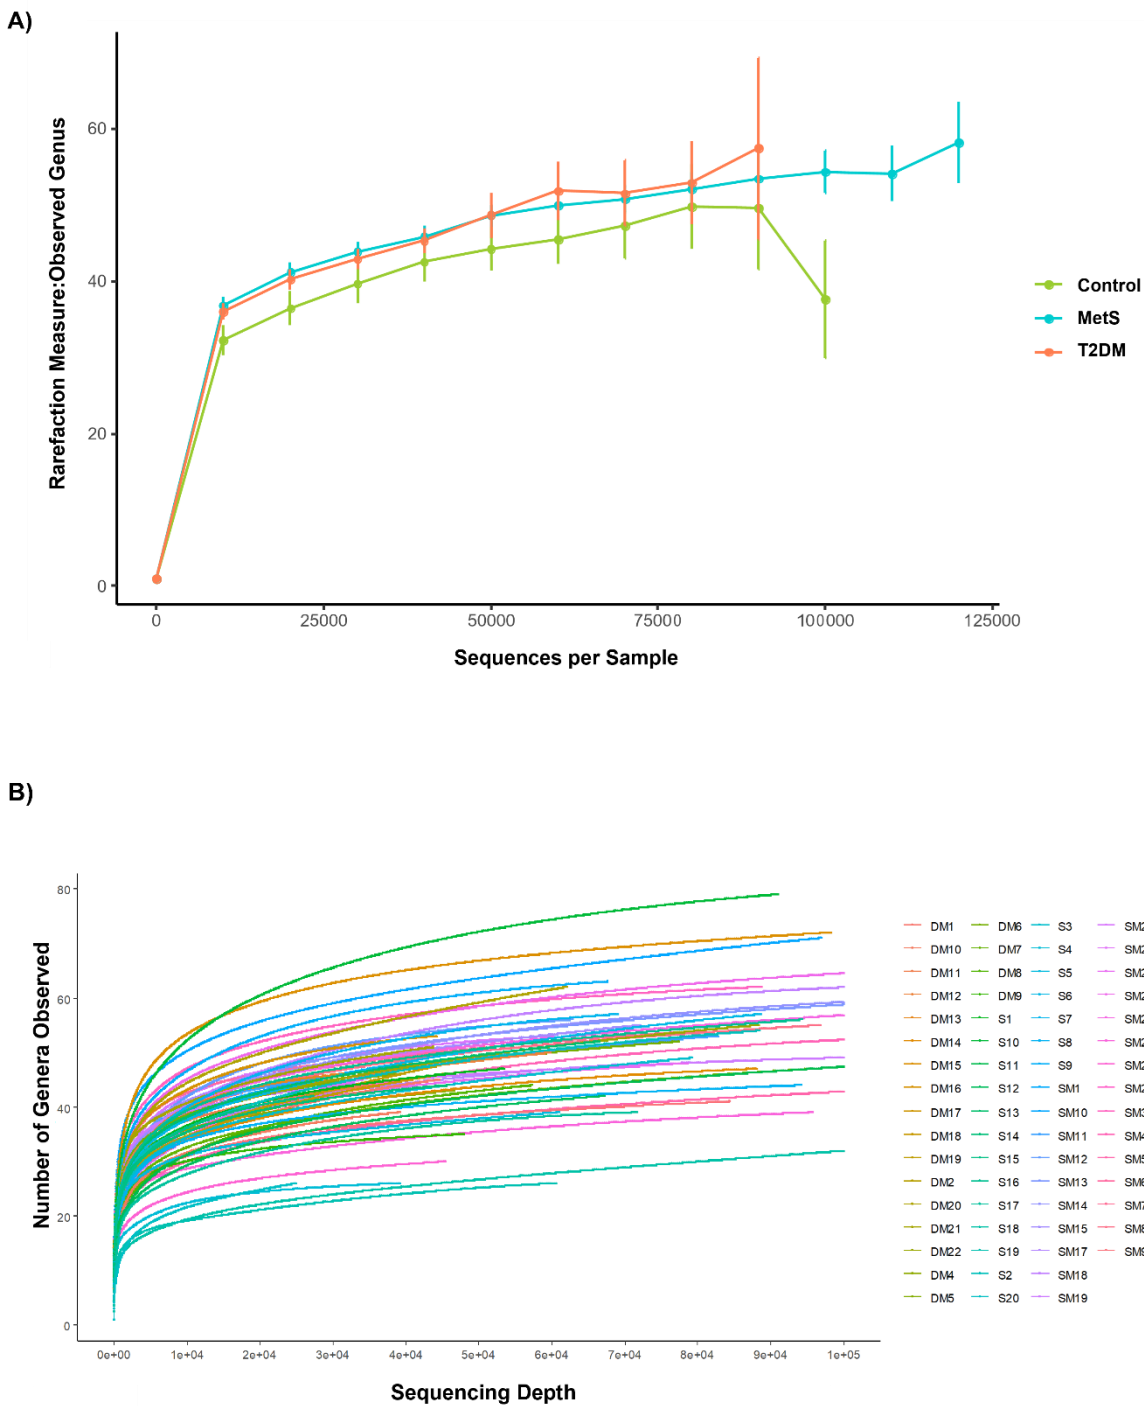 A)
Rarefaction Measure:Observed Genus
60
40
20
0
0 25000 50000 75000 100000 125000
Sequences per Sample
Control
MetS
T2DM
B)
Number of Genera Observed
80
60
40
20
0
0e+00 1e+04 2e+04 3e+04 4e+04 5e+04 6e+04 7e+04 8e+04 9e+04 1e+05
Sequencing Depth
DM1 DM6 S3
DM10 DM7 S4
DM11 DM8 S5
DM12 DM9 S6
DM13 S1 S7
DM14 S10 S8
DM15 S11 S9
DM16 S12 SM1
DM17 S13 SM10
DM18 S14 SM11
DM19 S15 SM12
DM2 S16 SM13
DM20 S17 SM14
DM21 S18 SM15
DM22 S19 SM17
DM4 S2 SM18
DM5 S20 SM19